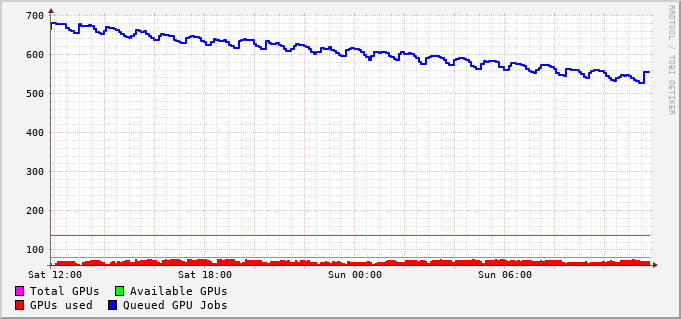 700
600
500
400
300
200
100
Sat 12:00 Sat 18:00 Sun 00:00 Sun 06:00
Total GPUs Available GPUs
GPUs used Queued GPU Jobs
RRDTOOL / TOBI OETIKER